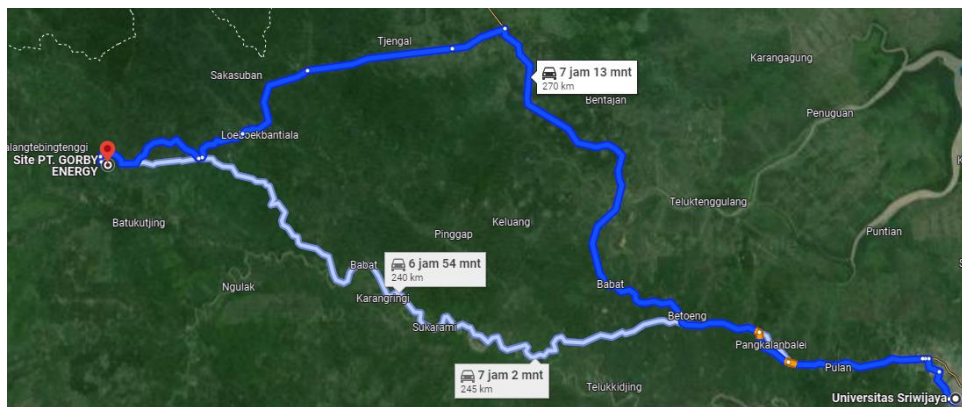 Tjengal
Karangagung
Sakasuban
7 jam 13 mnt
270 km
Bentajan
Penuguan
Loeboekbantiala
alangtebingtenggi
Site PT. GORBY
ENERGY
Teluktenggulang
Batukutjing
Keluang
Pinggap
Puntian
Babat
6 jam 54 mnt
240 km
Ngulak
Karangringi
Babat
Sukarami
Betoeng
Pangkalanbalei
Pulan
7 jam 2 mnt
245 km
Telukkidjing
Universitas Sriwijaya